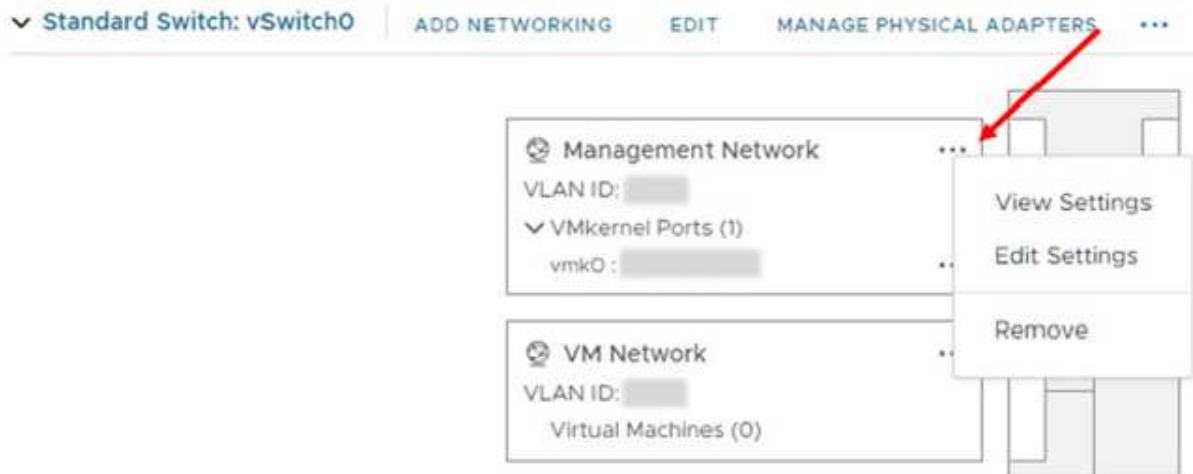 Standard Switch: vSwitch0 ADD NETWORKING EDIT MANAGE PHYSICAL ADAPTERS ...
Management Network ...
VLAN ID:
VMkernel Ports (1)
vmk0 :
View Settings
Edit Settings
Remove
VM Network
VLAN ID:
Virtual Machines (0)